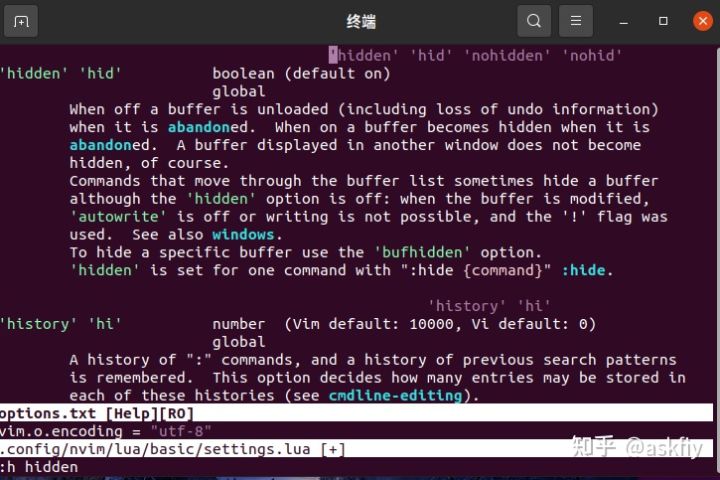 终端
'hidden' 'hid' 'nohidden' 'nohid'
'hidden' 'hid' boolean (default on)
global
When off a buffer is unloaded (including loss of undo information)
when it is abandoned. When on a buffer becomes hidden when it is
abandoned. A buffer displayed in another window does not become
hidden, of course.
Commands that move through the buffer list sometimes hide a buffer
although the 'hidden' option is off: when the buffer is modified,
'autowrite' is off or writing is not possible, and the '!' flag was
used. See also windows.
To hide a specific buffer use the 'bufhidden' option.
'hidden' is set for one command with ":hide {command}" :hide.
'history' 'hi'
'history' 'hi' number (Vim default: 10000, Vi default: 0)
global
A history of ":" commands, and a history of previous search patterns
is remembered. This option decides how many entries may be stored in
each of these histories (see cmdline-editing).
options.txt [Help][RO]
vim.o.encoding = "utf-8"
.config/nvim/lua/basic/settings.lua [+]
:h hidden
知乎 @askfiy